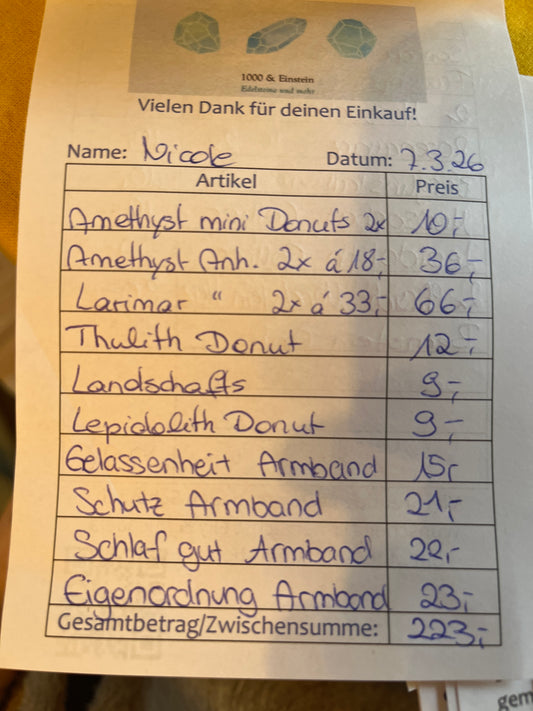 1000 & Einstein
Edelsteine und mehr
Vielen Dank für deinen Einkauf!
Name: Nicole Datum: 7.3.26
Artikel Preis
Amethyst mini Donuts 2x 10,-
Amethyst Anh. 2x á 18,- 36,-
Larimar " 2x á 33,- 66,-
Thulith Donut 12,-
Landschafts 9,-
Lepidolith Donut 9,-
Gelassenheit Armband 15,-
Schutz Armband 21,-
Schlaf gut Armband 22,-
Eigenordnung Armband 23,-
Gesamtbetrag/Zwischensumme: 223,-
gem